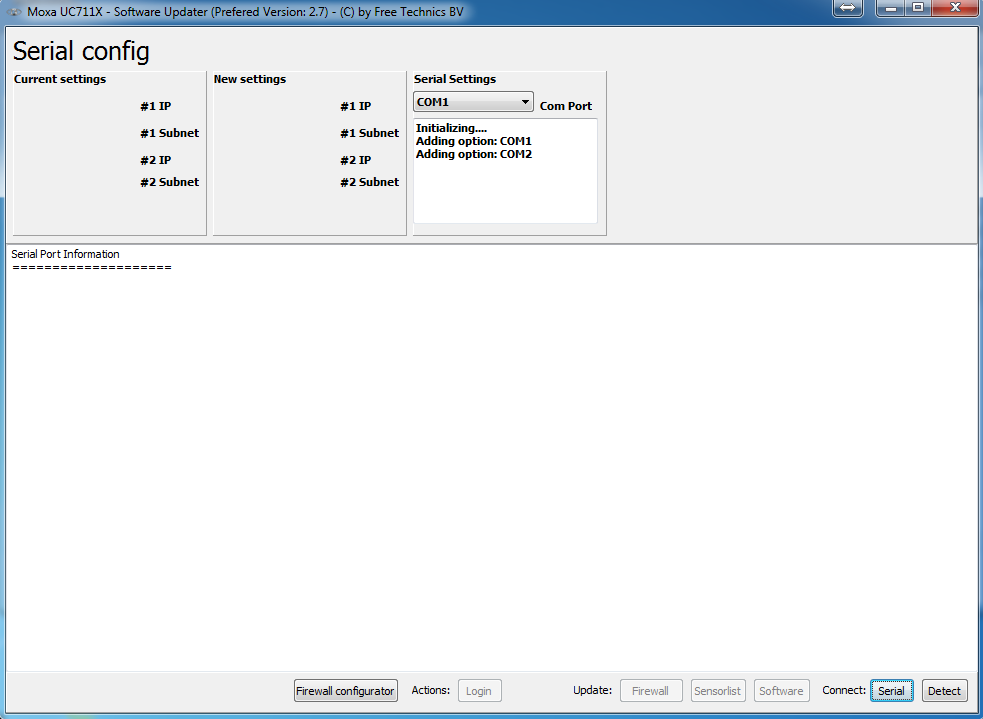 Moxa UC711X - Software Updater (Prefered Version: 2.7) - (C) by Free Technics BV
Serial config
Current settings
#1 IP
#1 Subnet
#2 IP
#2 Subnet
New settings
#1 IP
#1 Subnet
#2 IP
#2 Subnet
Serial Settings
COM1 Com Port
Initializing....
Adding option: COM1
Adding option: COM2
Serial Port Information
====================
Firewall configurator Actions: Login Update: Firewall Sensorlist Software Connect: Serial Detect